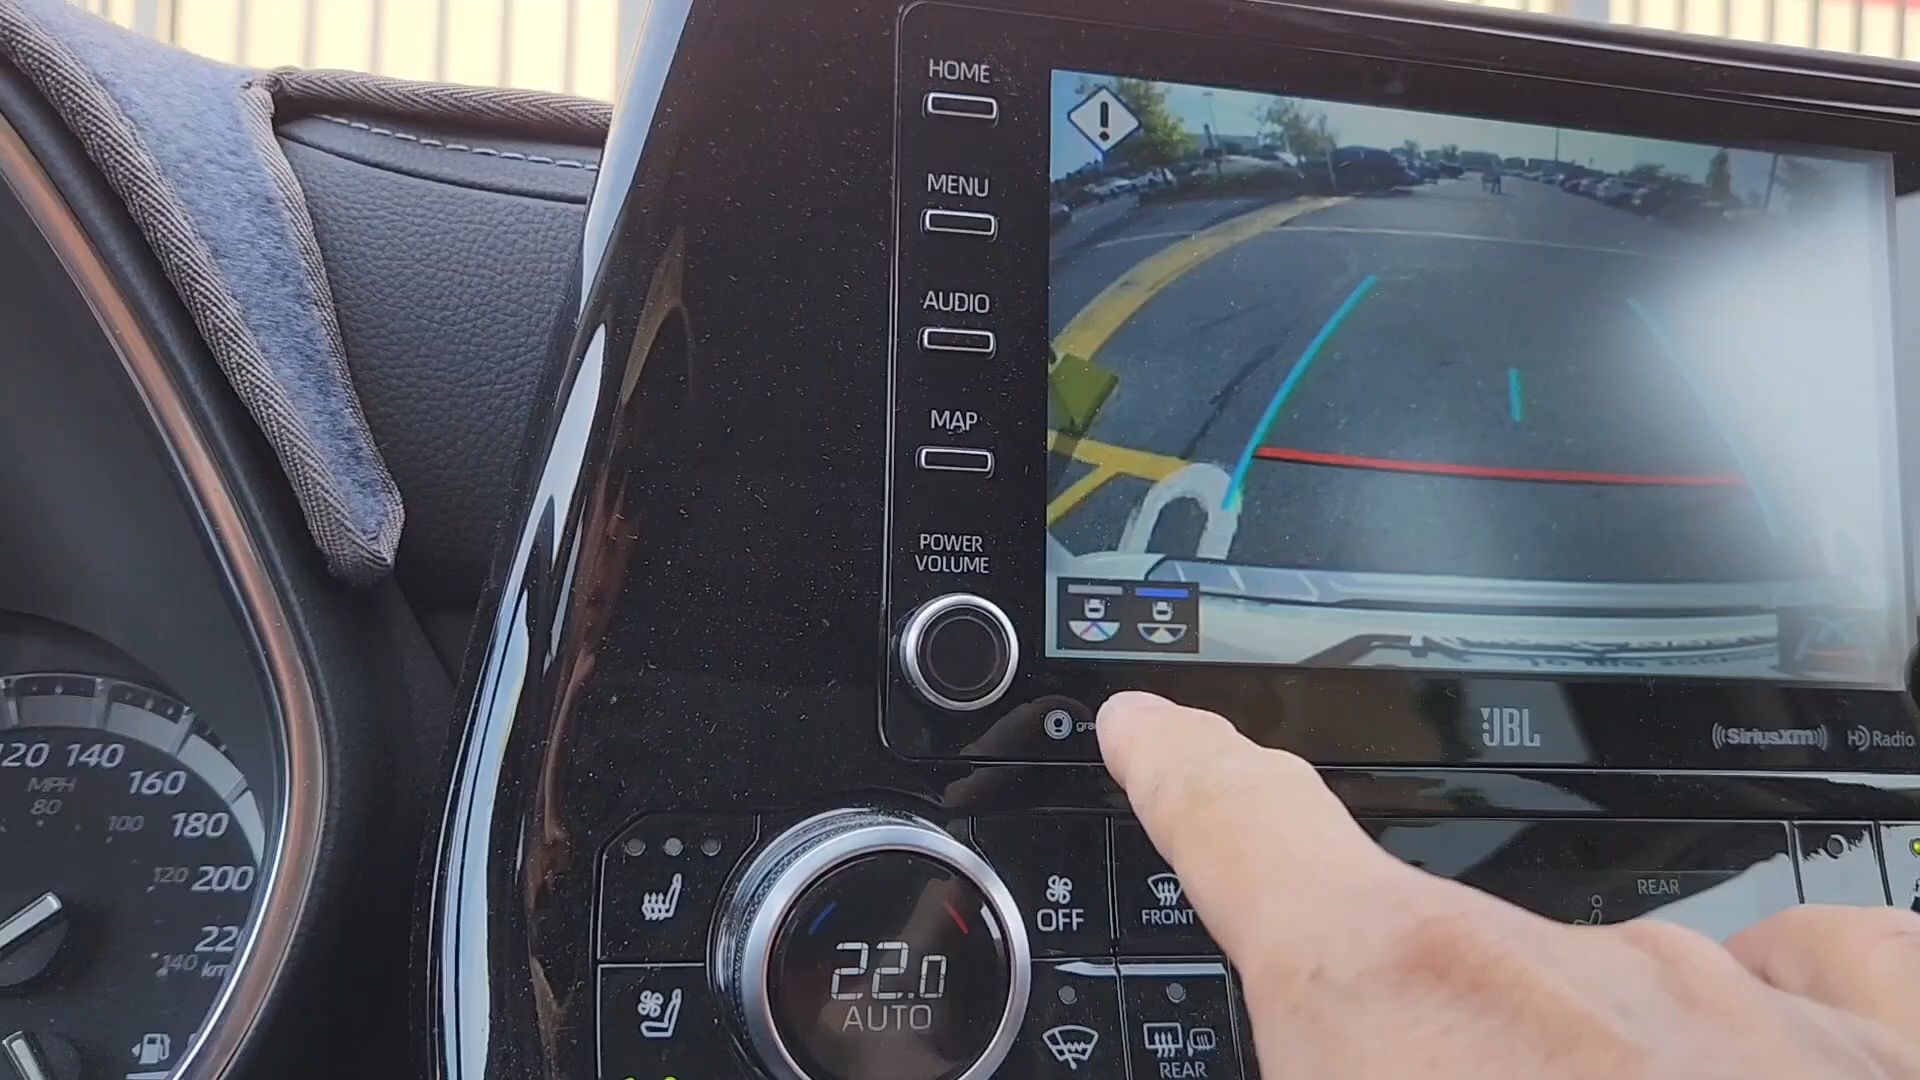 HOME
MENU
AUDIO
MAP
POWER
VOLUME
JBL
SiriusXM
HD Radio
120 140
MPH
80
160
100
180
120
200
140 km
OFF
FRONT
REAR
22.0
AUTO
REAR